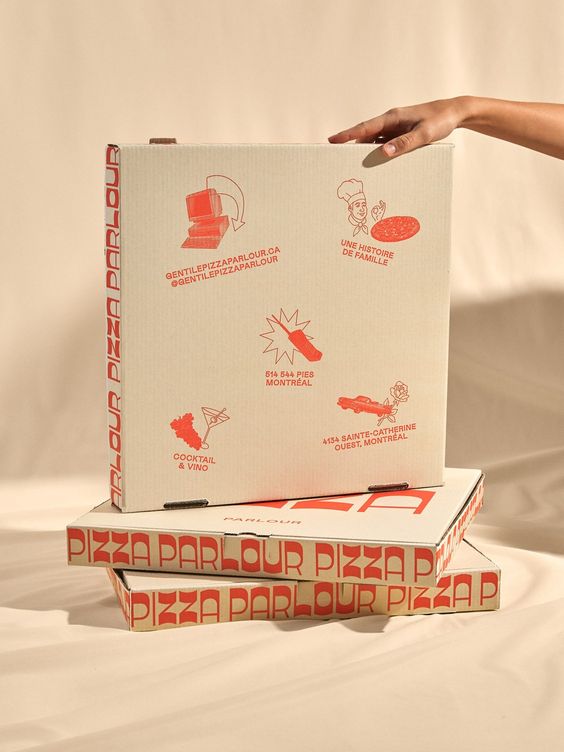 PARLOUR PIZZA PARLOUR
GENTILEPIZZAPARLOUR.CA
@GENTILEPIZZAPARLOUR
UNE HISTOIRE
DE FAMILLE
514 544 PIES
MONTRÉAL
COCKTAIL
& VINO
4134 SAINTE-CATHERINE
OUEST, MONTRÉAL
PARLOUR
PIZZA PARLOUR PIZZA P
PIZZA PARLOUR PIZZA P